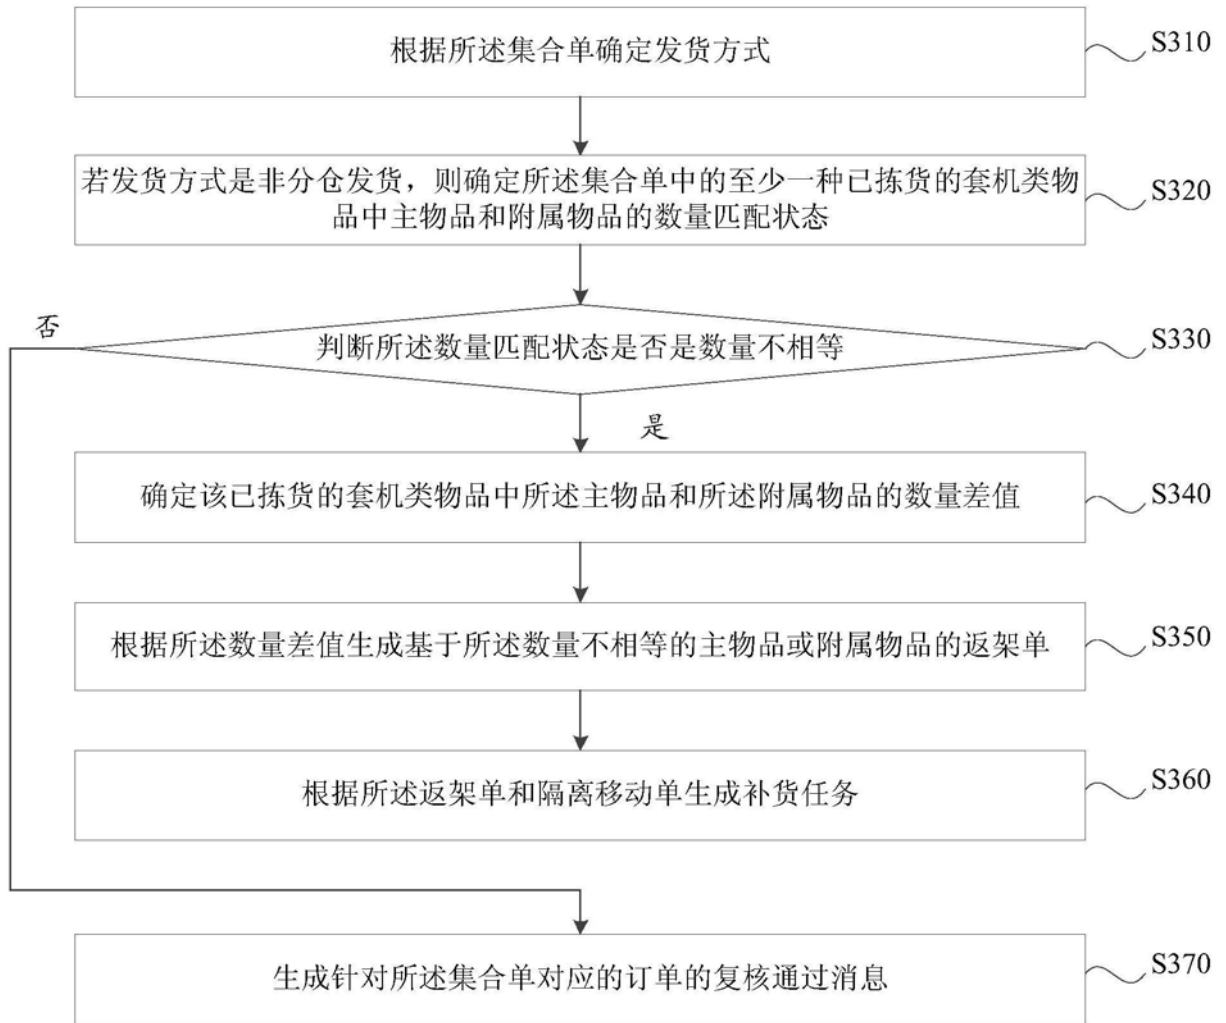 根据所述集合单确定发货方式
S310
若发货方式是非分仓发货，则确定所述集合单中的至少一种已拣货的套机类物
品中主物品和附属物品的数量匹配状态
S320
否
判断所述数量匹配状态是否是数量不相等
S330
是
确定该已拣货的套机类物品中所述主物品和所述附属物品的数量差值
S340
根据所述数量差值生成基于所述数量不相等的主物品或附属物品的返架单
S350
根据所述返架单和隔离移动单生成补货任务
S360
生成针对所述集合单对应的订单的复核通过消息
S370